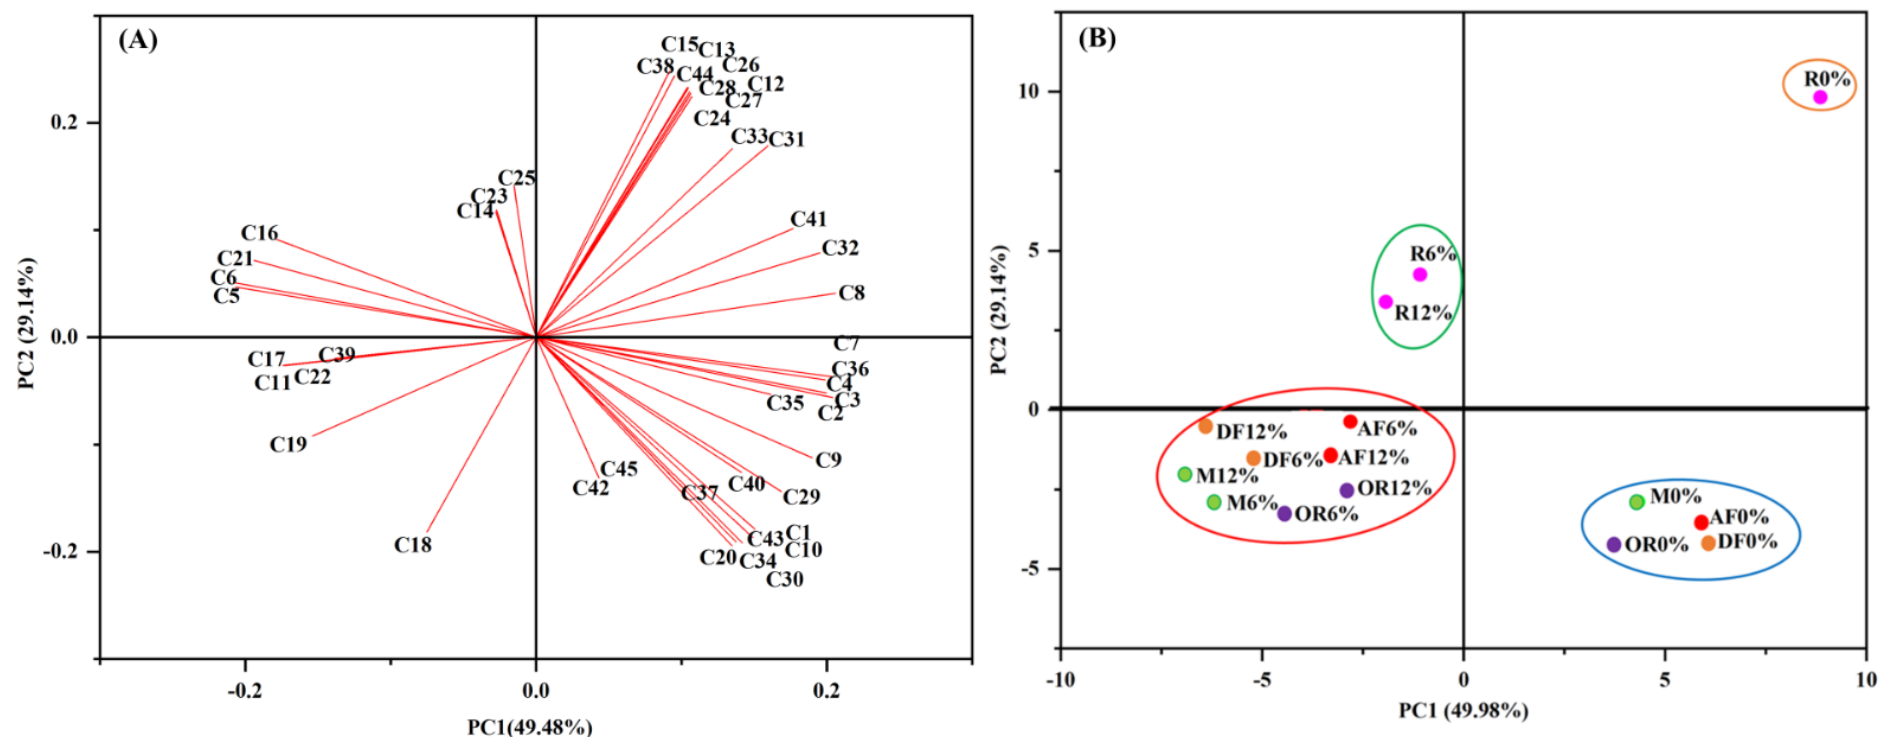 (A)
C15
C13
C38
C44
C26
C12
C28
C27
C24
C33
C31
C25
C23
C14
C41
C16
C32
C21
C6
C5
C8
C7
C17
C39
C36
C11
C22
C4
C35
C3
C2
C19
C9
C45
C42
C40
C37
C29
C18
C43
C1
C20
C34
C10
C30
0.2
0.0
-0.2
-0.2
0.0
0.2
PC2 (29.14%)
PC1(49.48%)
(B)
R0%
R6%
R12%
DF12%
AF6%
DF6%
AF12%
M12%
OR12%
M6%
OR6%
M0%
AF0%
OR0%
DF0%
10
5
0
-5
-10
-5
0
5
10
PC2 (29.14%)
PC1 (49.98%)